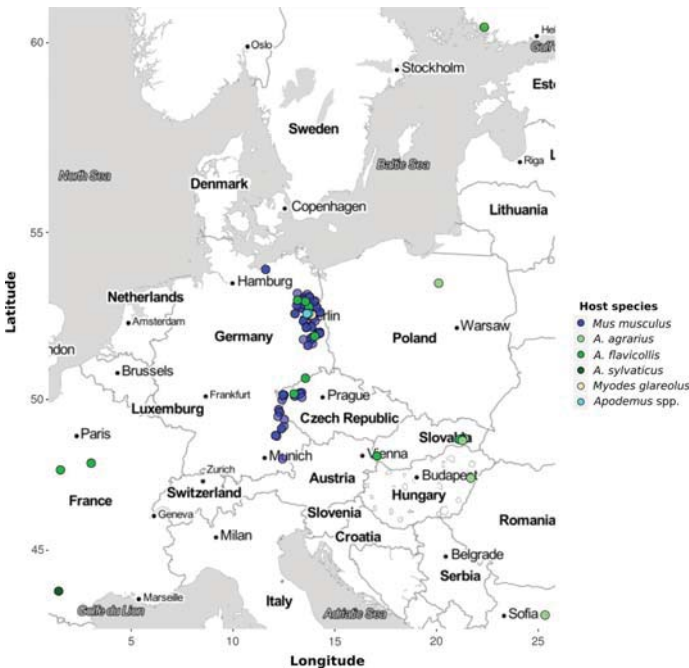 60
Oslo
Stockholm
Sweden
Baltic Sea
Riga
North Sea
Denmark
Copenhagen
Lithuania
55
Hamburg
Netherlands
Amsterdam
Germany
Poland
Warsaw
Brussels
Luxemburg
Frankfurt
Prague
Czech Republic
50
Paris
Slovakia
Munich
Vienna
Zurich
Austria
Budapest
Switzerland
Hungary
France
Geneva
Slovenia
Romania
Milan
Croatia
45
Belgrade
Serbia
Marseille
Golfe du Lion
Italy
Adriatic Sea
Sofia
5 10 15 20 25
Latitude
Longitude
Host species
Mus musculus
A. agrarius
A. flavicollis
A. sylvaticus
Myodes glareolus
Apodemus spp.